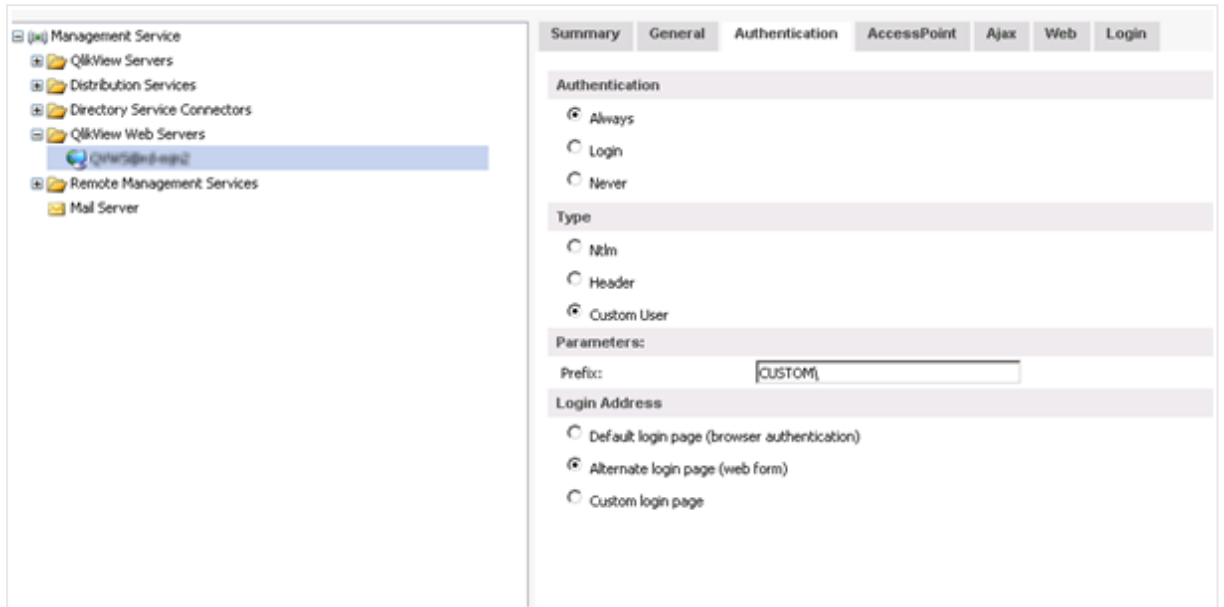 Management Service
QlikView Servers
Distribution Services
Directory Service Connectors
QlikView Web Servers
Remote Management Services
Mail Server
Summary General Authentication AccessPoint Ajax Web Login
Authentication
Always
Login
Never
Type
Ntlm
Header
Custom User
Parameters:
Prefix: CUSTOM\
Login Address
Default login page (browser authentication)
Alternate login page (web form)
Custom login page